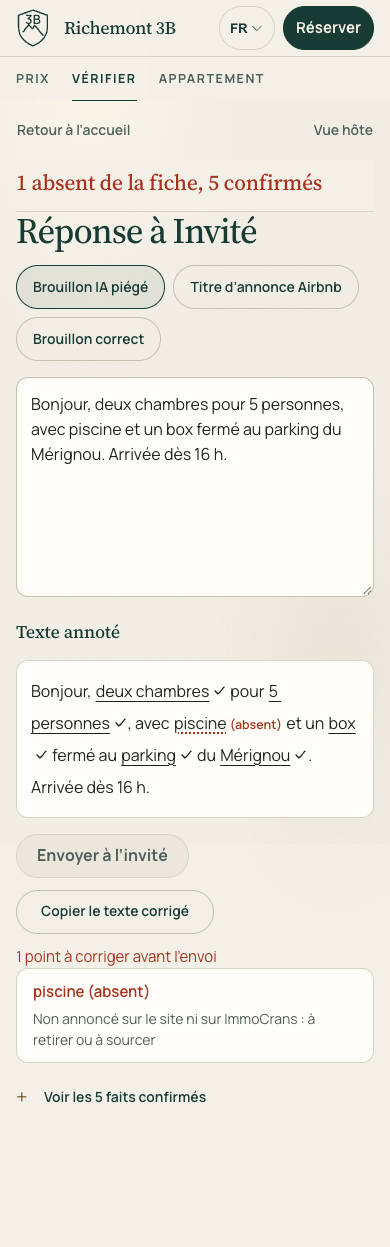 3B
Richemont 3B
FR
Réserver
PRIX
VÉRIFIER
APPARTEMENT
Retour à l'accueil
Vue hôte
1 absent de la fiche, 5 confirmés
Réponse à Invité
Brouillon IA piégé
Titre d'annonce Airbnb
Brouillon correct
Bonjour, deux chambres pour 5 personnes,
avec piscine et un box fermé au parking du
Mérignou. Arrivée dès 16 h.
Texte annoté
Bonjour, deux chambres ✓ pour 5
personnes ✓, avec piscine (absent) et un box
✓ fermé au parking ✓ du Mérignou ✓.
Arrivée dès 16 h.
Envoyer à l'invité
Copier le texte corrigé
1 point à corriger avant l'envoi
piscine (absent)
Non annoncé sur le site ni sur ImmoCrans : à
retirer ou à sourcer
+ Voir les 5 faits confirmés